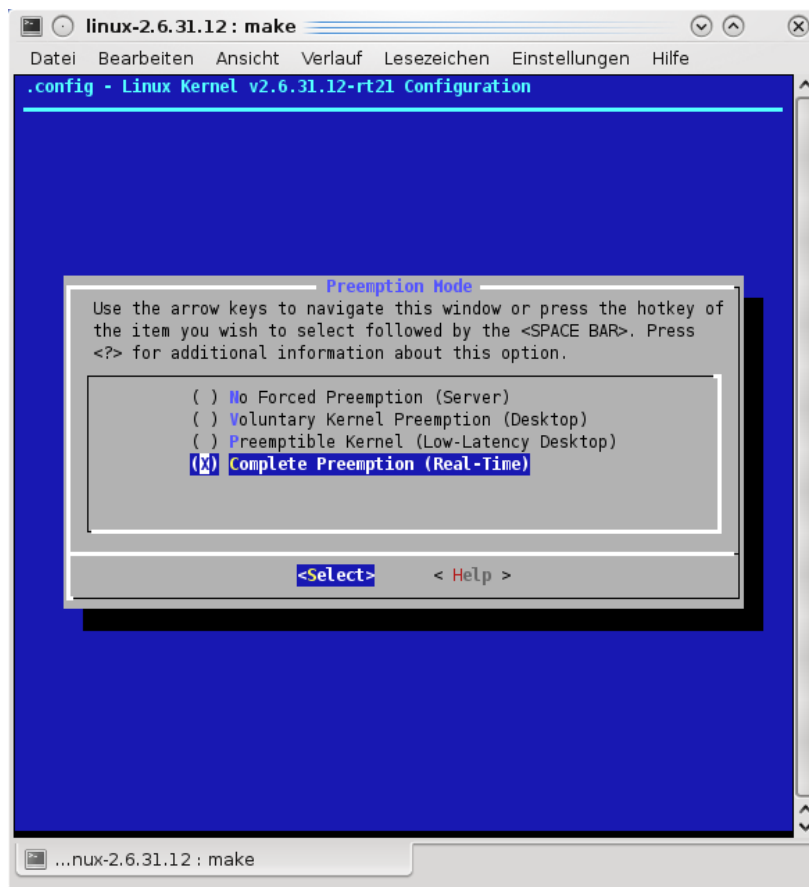 linux-2.6.31.12 : make
Datei Bearbeiten Ansicht Verlauf Lesezeichen Einstellungen Hilfe
.config - Linux Kernel v2.6.31.12-rt21 Configuration
Preemption Mode
Use the arrow keys to navigate this window or press the hotkey of
the item you wish to select followed by the <SPACE BAR>. Press
<?> for additional information about this option.
( ) No Forced Preemption (Server)
( ) Voluntary Kernel Preemption (Desktop)
( ) Preemptible Kernel (Low-Latency Desktop)
(X) Complete Preemption (Real-Time)
<Select> < Help >
...nux-2.6.31.12 : make